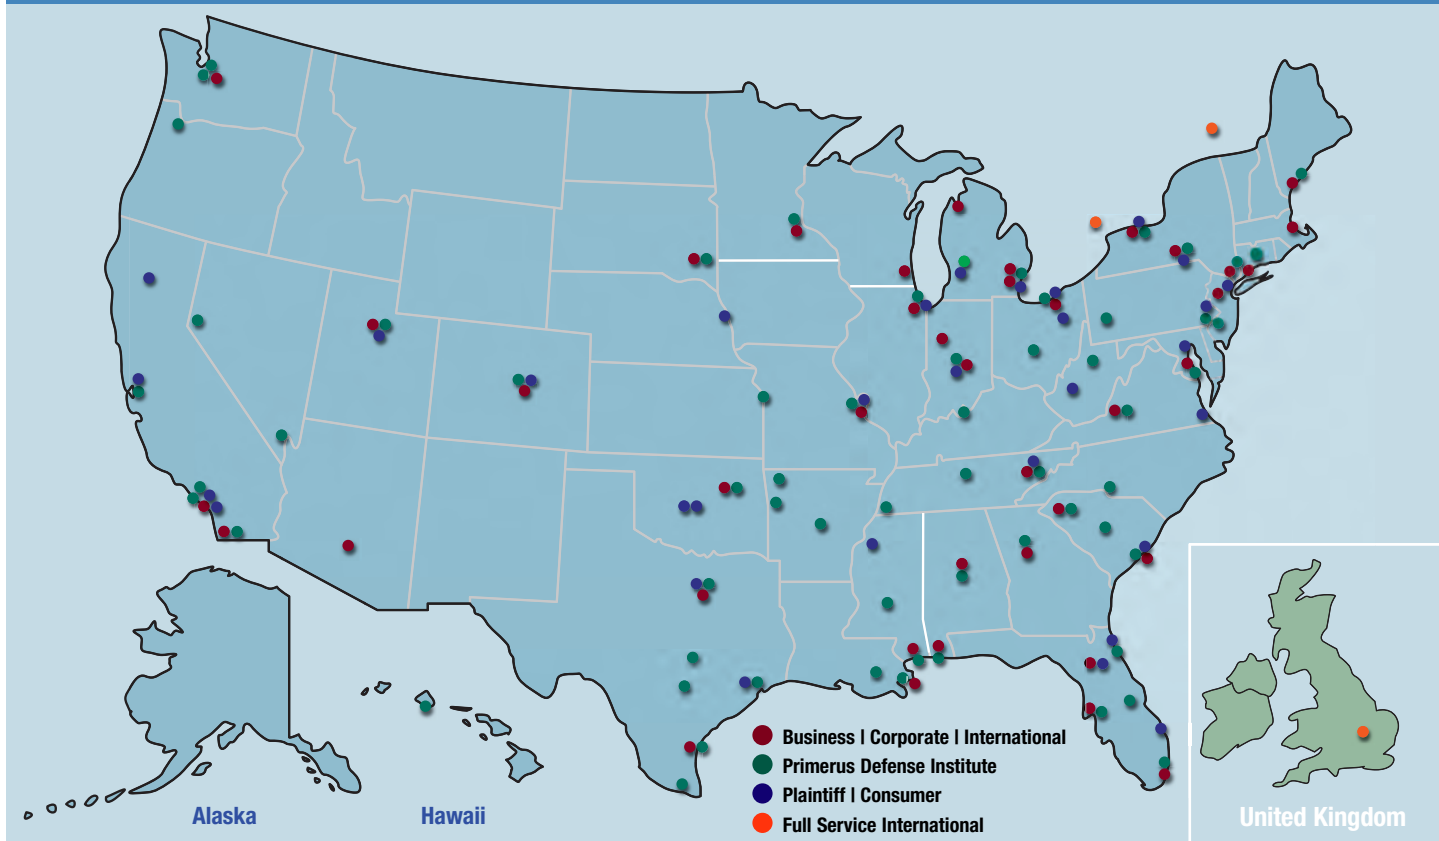 Business | Corporate | International
Primerus Defense Institute
Plaintiff | Consumer
Full Service International
Alaska
Hawaii
United Kingdom